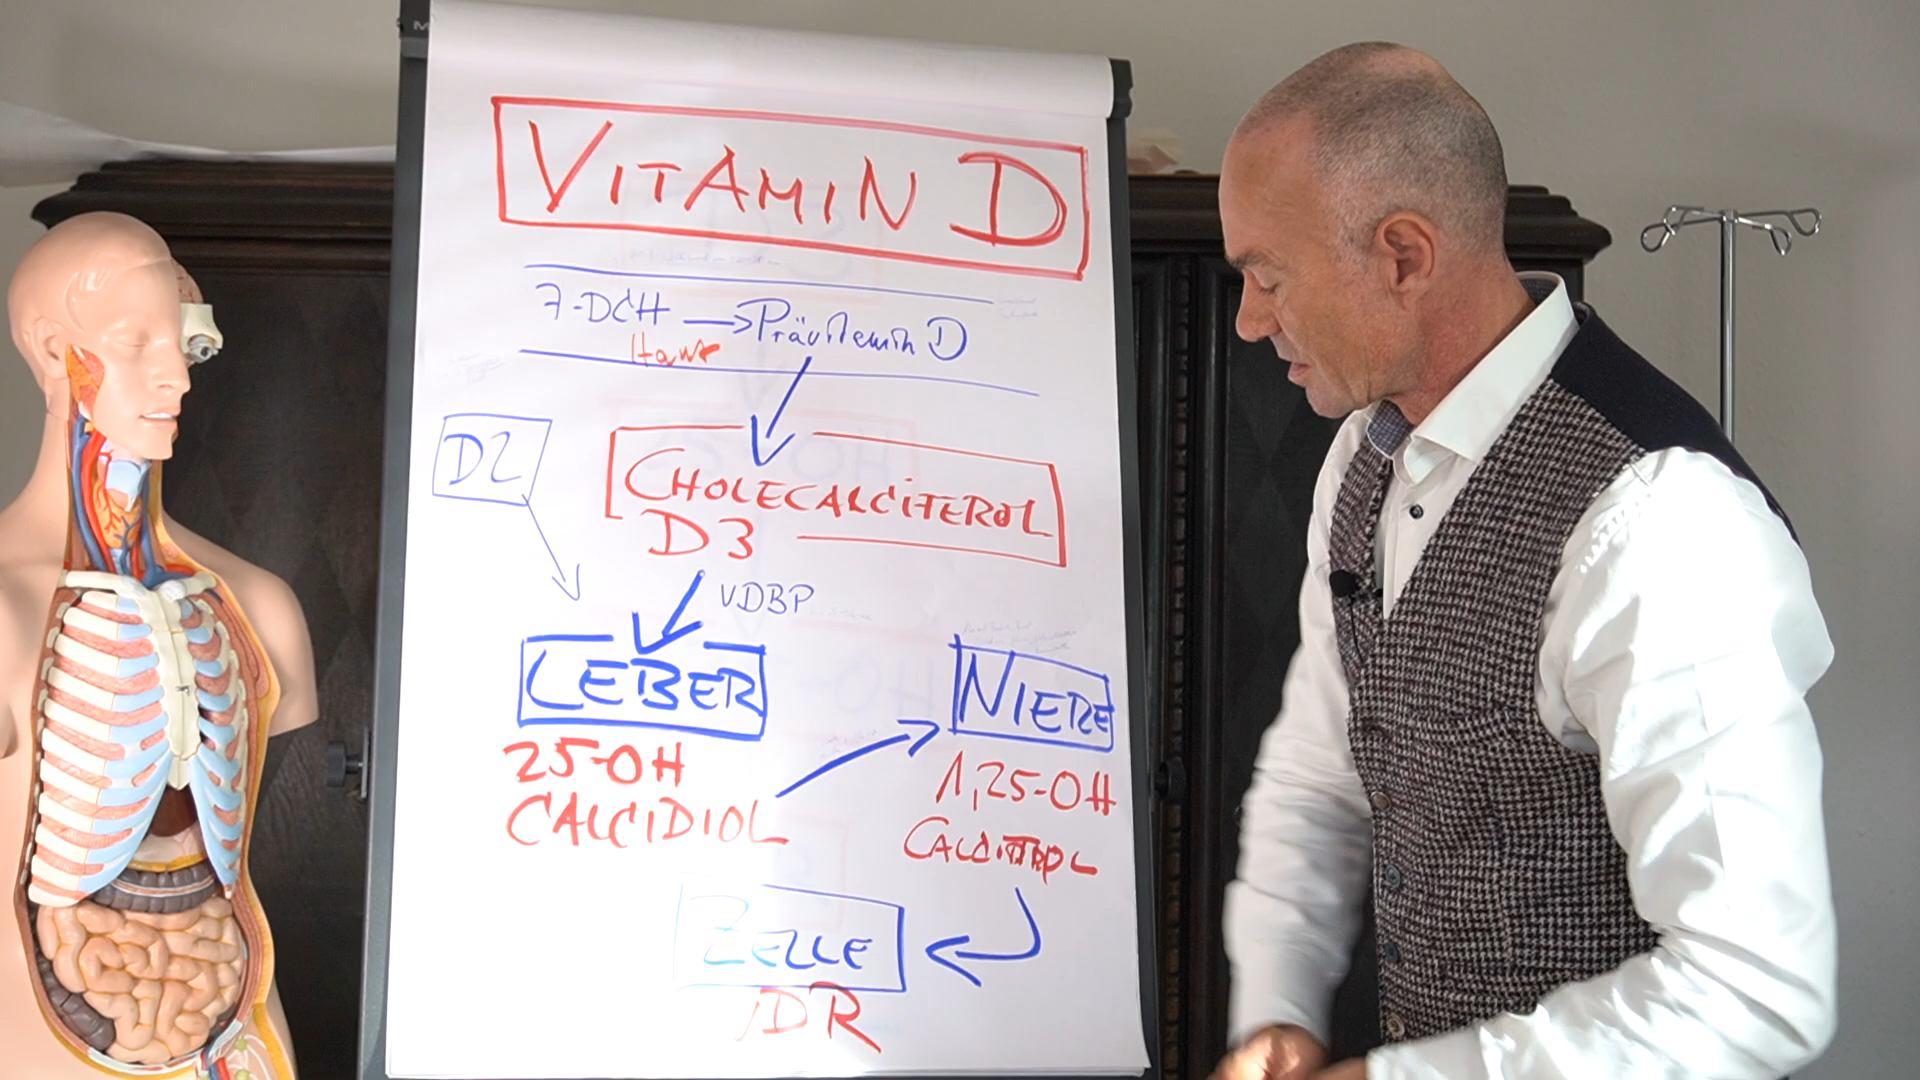 VITAMIN D
7-DCH → Prävitamin D
Haut
D2
CHOLECALCIFEROL
D3
VDBP
LEBER
NIERE
25-OH
1,25-OH
CALCIDIOL
CALCITROL
ZELLE
VDR